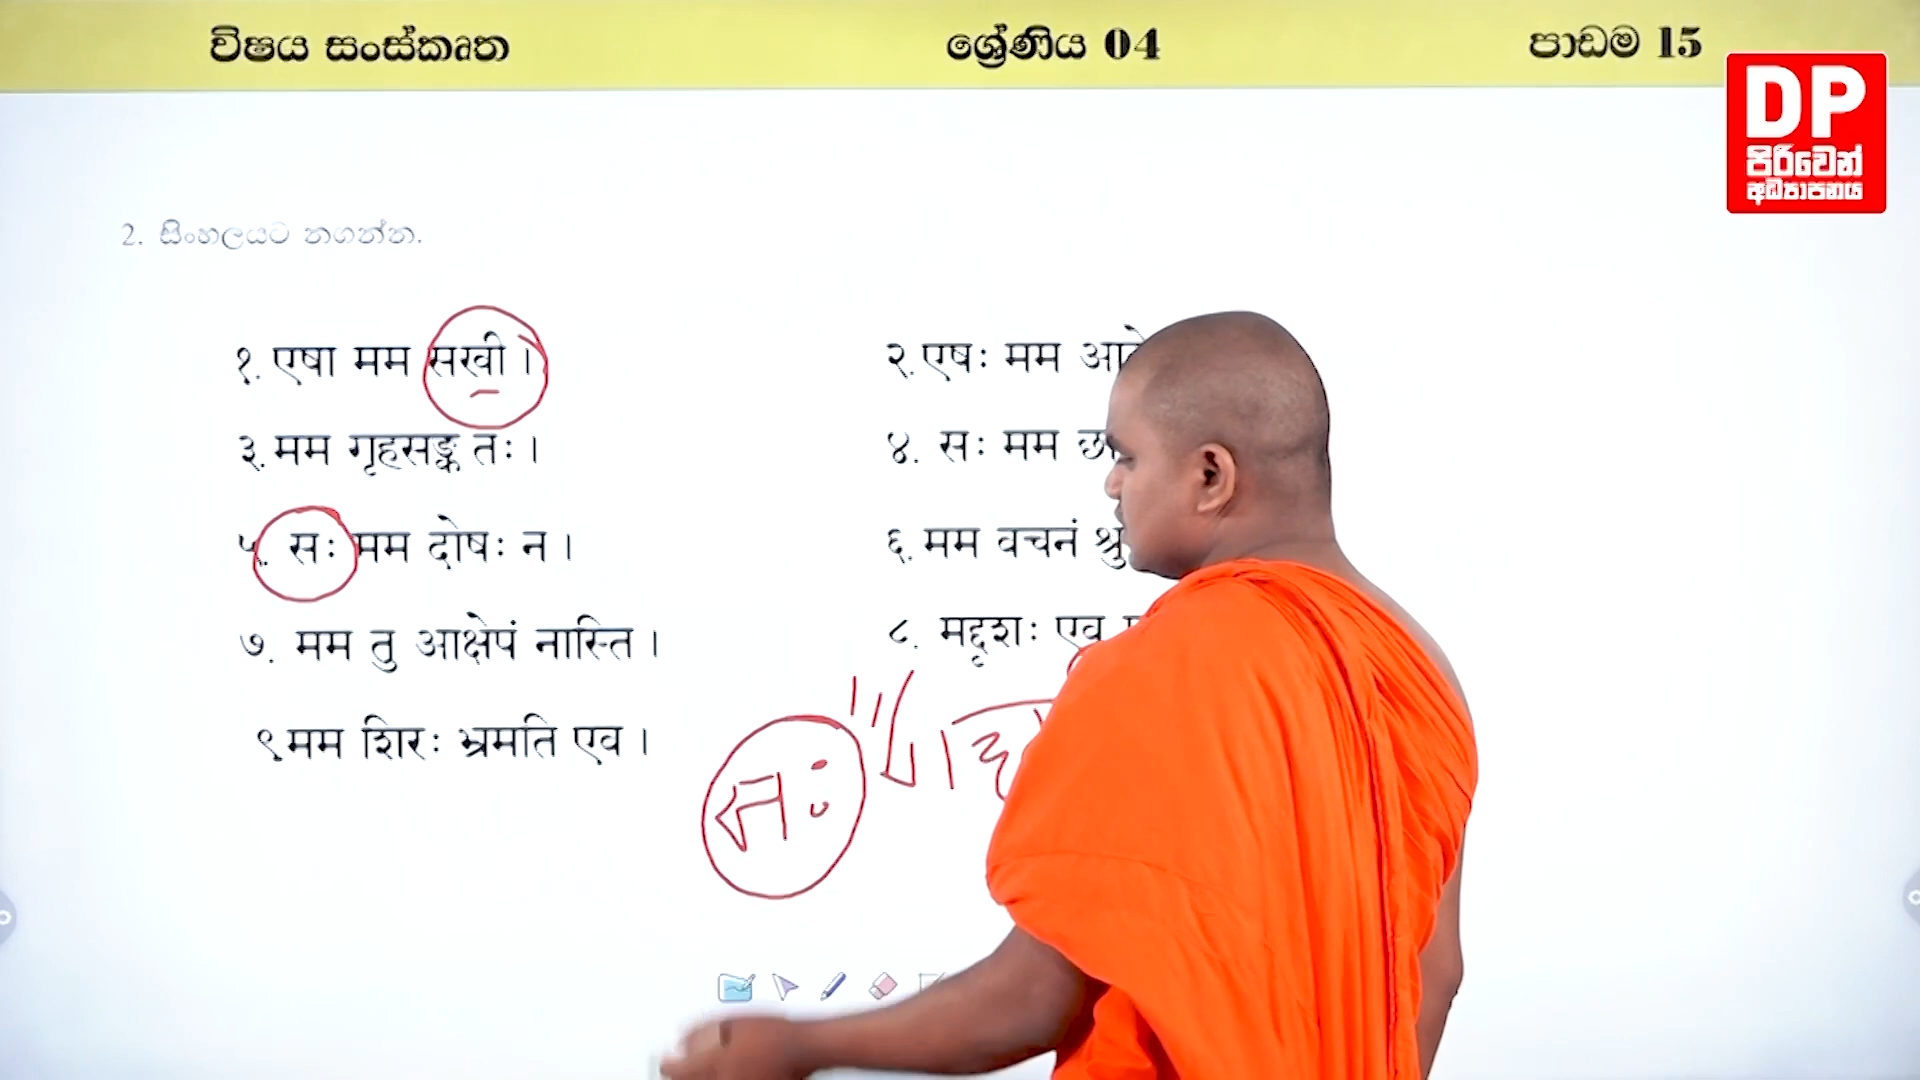 විෂය සංස්කෘත ශ්‍රේණිය 04 පාඩම 15
DP
පිරිවෙන්
අධ්‍යාපනය
2. සිංහලයට නගන්න.
१. एषा मम सखी । २. एषः मम
३. मम गृहसङ्क तः । ४. सः मम
५. सः मम दोषः न । ६. मम वचनं
७. मम तु आक्षेपं नास्ति । ८. मद्दृशः एव
९ मम शिरः भ्रमति एव ।